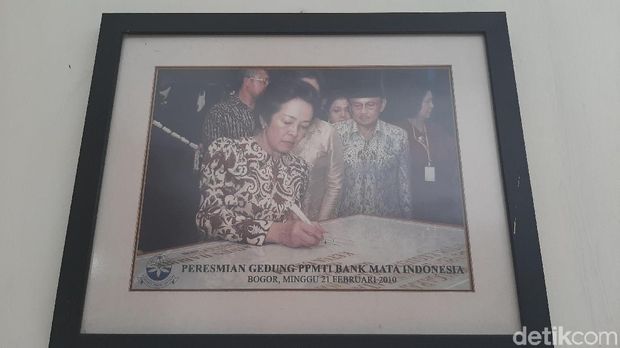 PERESMIAN GEDUNG PPMTI BANK MATA INDONESIA
BOGOR, MINGGU 21 FEBRUARI 2010
detikcom